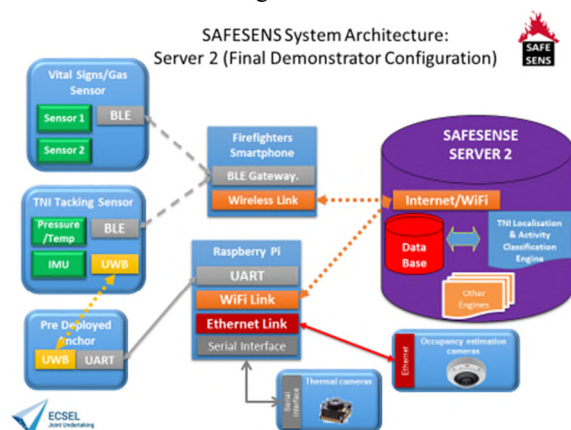 SAFESENS System Architecture:
Server 2 (Final Demonstrator Configuration)
SAFE
SENS
Vital Signs/Gas
Sensor
Sensor 1
BLE
Sensor 2
Firefighters
Smartphone
BLE Gateway.
Wireless Link
SAFESENSE
SERVER 2
Internet/WiFi
Data
Base
TNI Localisation
& Activity
Classification
Engine
Other
Engines
TNI Tacking Sensor
Pressure
/Temp
BLE
IMU
UWB
Raspberry Pi
UART
WiFi Link
Ethernet Link
Serial Interface
Pre Deployed
Anchor
UWB
UART
Ethernet
Occupancy estimation
cameras
Serial
Interface
Thermal cameras
ECSEL
Joint Undertaking